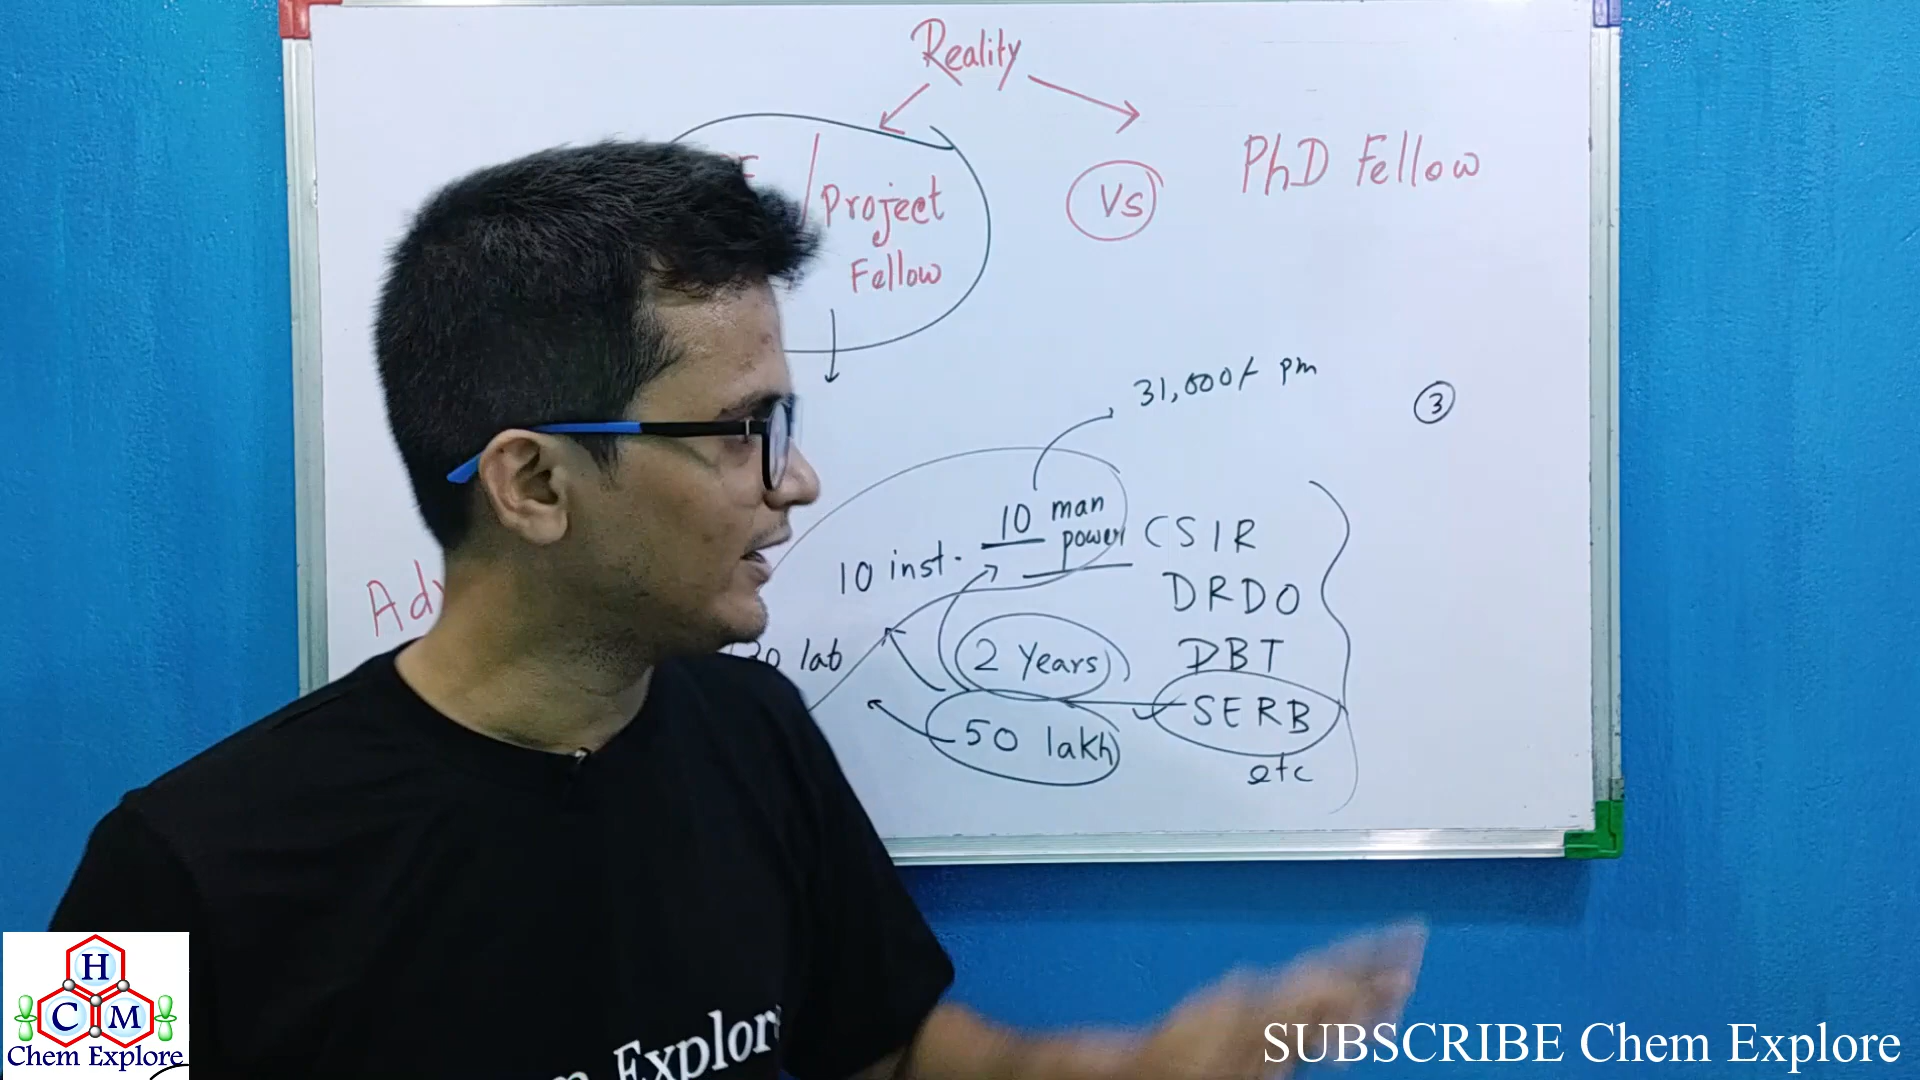 Reality
Project
Fellow
Vs
PhD Fellow
31,000/- pm
3
10 man
power
10 inst.
CSIR
DRDO
2 Years
lab
DBT
SERB
50 lakh
etc
Explore
H
C M
Chem Explore
SUBSCRIBE Chem Explore